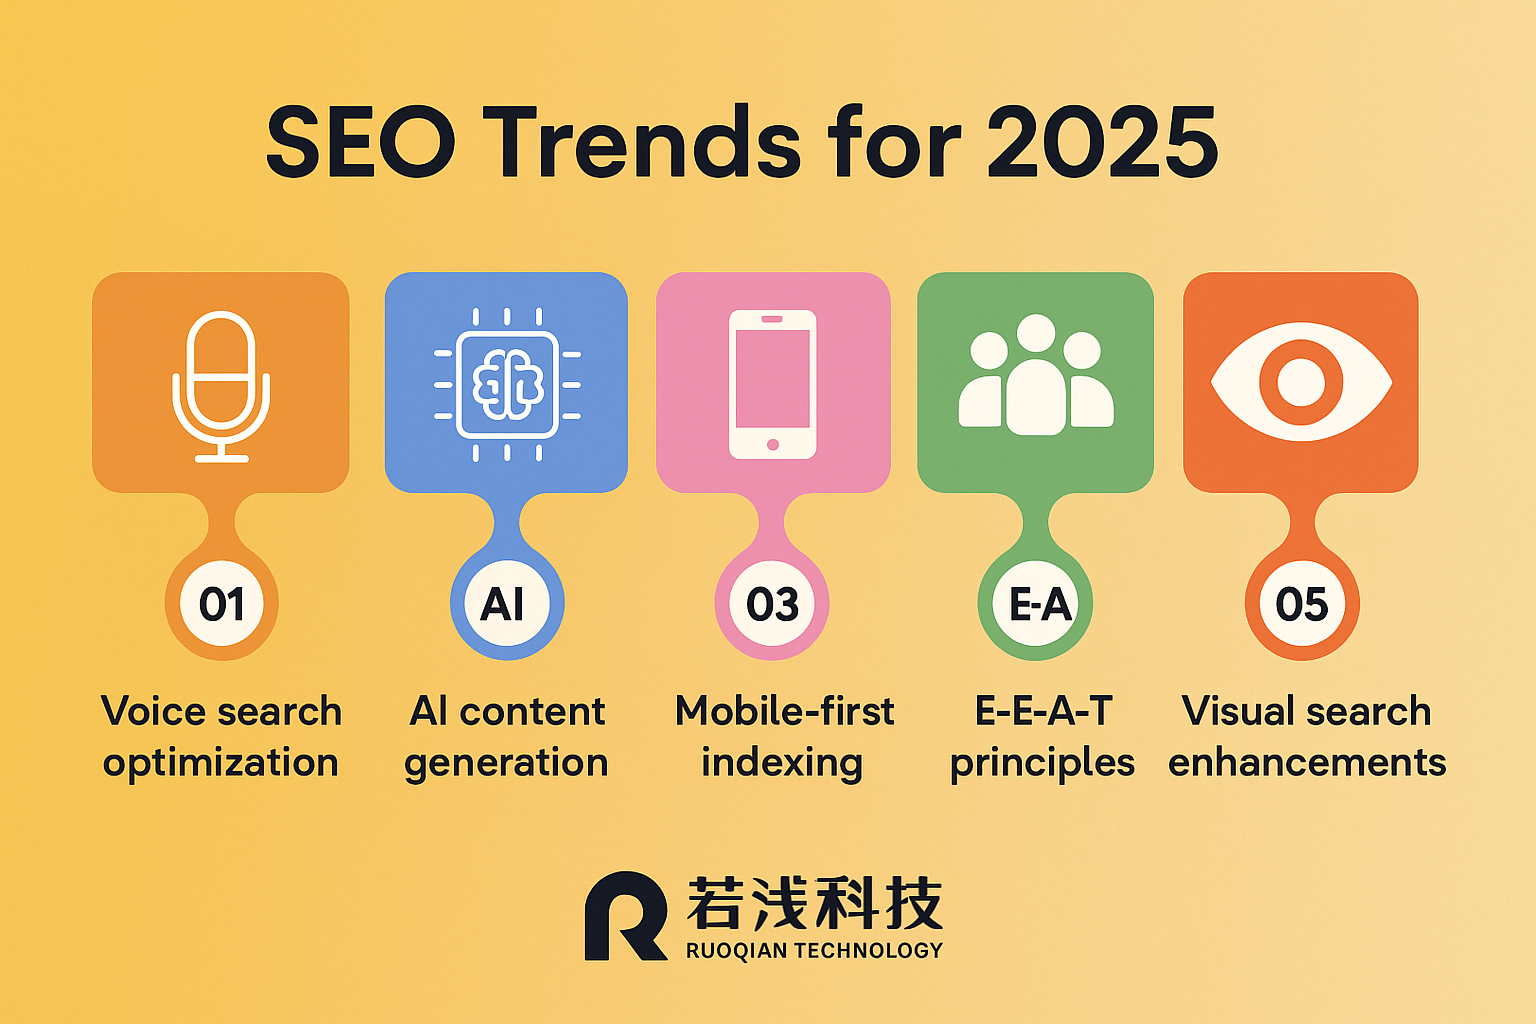 SEO Trends for 2025
01
AI
03
E-A
05
Voice search
optimization
AI content
generation
Mobile-first
indexing
E-E-A-T
principles
Visual search
enhancements
若浅科技
RUOQIAN TECHNOLOGY